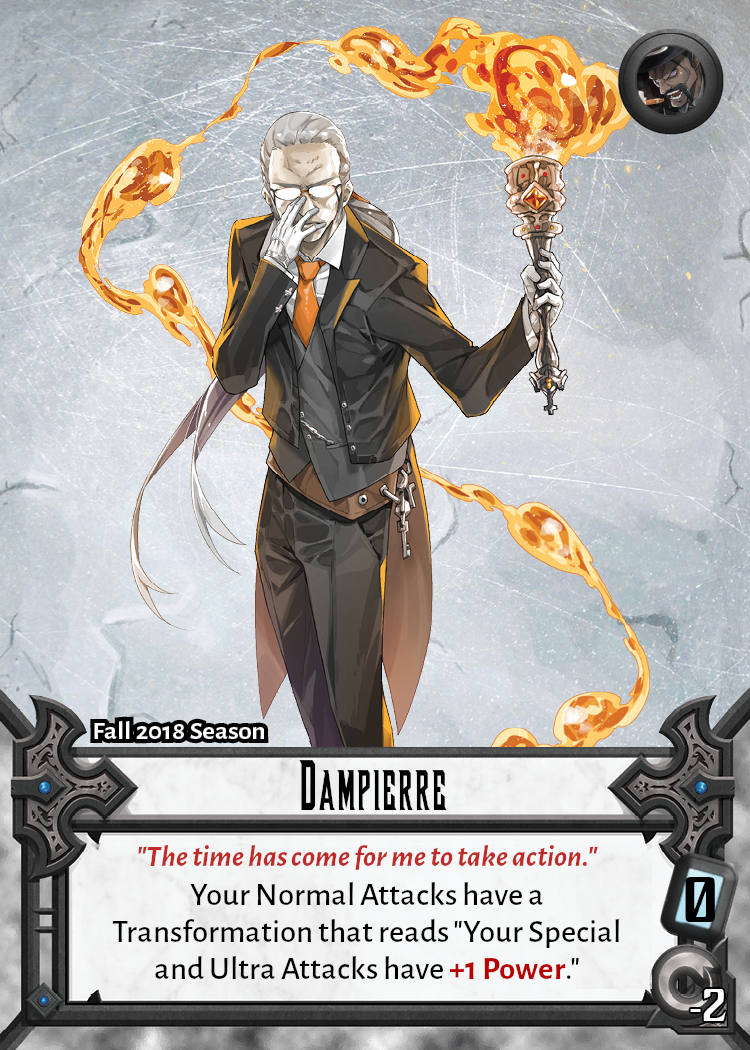 Fall 2018 Season
Dampierre
"The time has come for me to take action."
Your Normal Attacks have a
Transformation that reads "Your Special
and Ultra Attacks have +1 Power."
0
-2